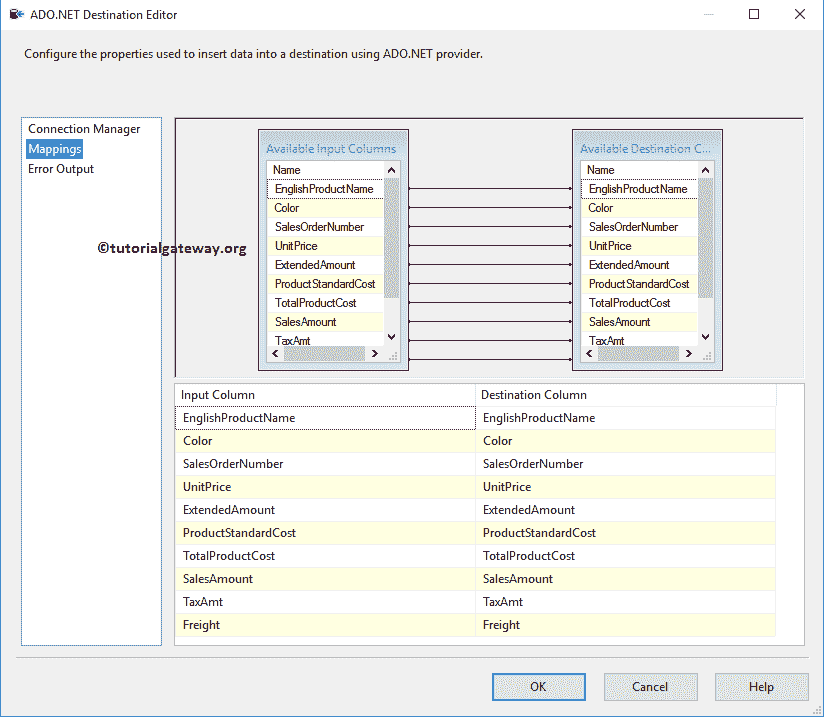 ADO.NET Destination Editor
Configure the properties used to insert data into a destination using ADO.NET provider.
Connection Manager
Mappings
Error Output
©tutorialgateway.org
Available Input Columns
Name
EnglishProductName
Color
SalesOrderNumber
UnitPrice
ExtendedAmount
ProductStandardCost
TotalProductCost
SalesAmount
TaxAmt
Available Destination C...
Name
EnglishProductName
Color
SalesOrderNumber
UnitPrice
ExtendedAmount
ProductStandardCost
TotalProductCost
SalesAmount
TaxAmt
Input Column Destination Column
EnglishProductName EnglishProductName
Color Color
SalesOrderNumber SalesOrderNumber
UnitPrice UnitPrice
ExtendedAmount ExtendedAmount
ProductStandardCost ProductStandardCost
TotalProductCost TotalProductCost
SalesAmount SalesAmount
TaxAmt TaxAmt
Freight Freight
OK Cancel Help